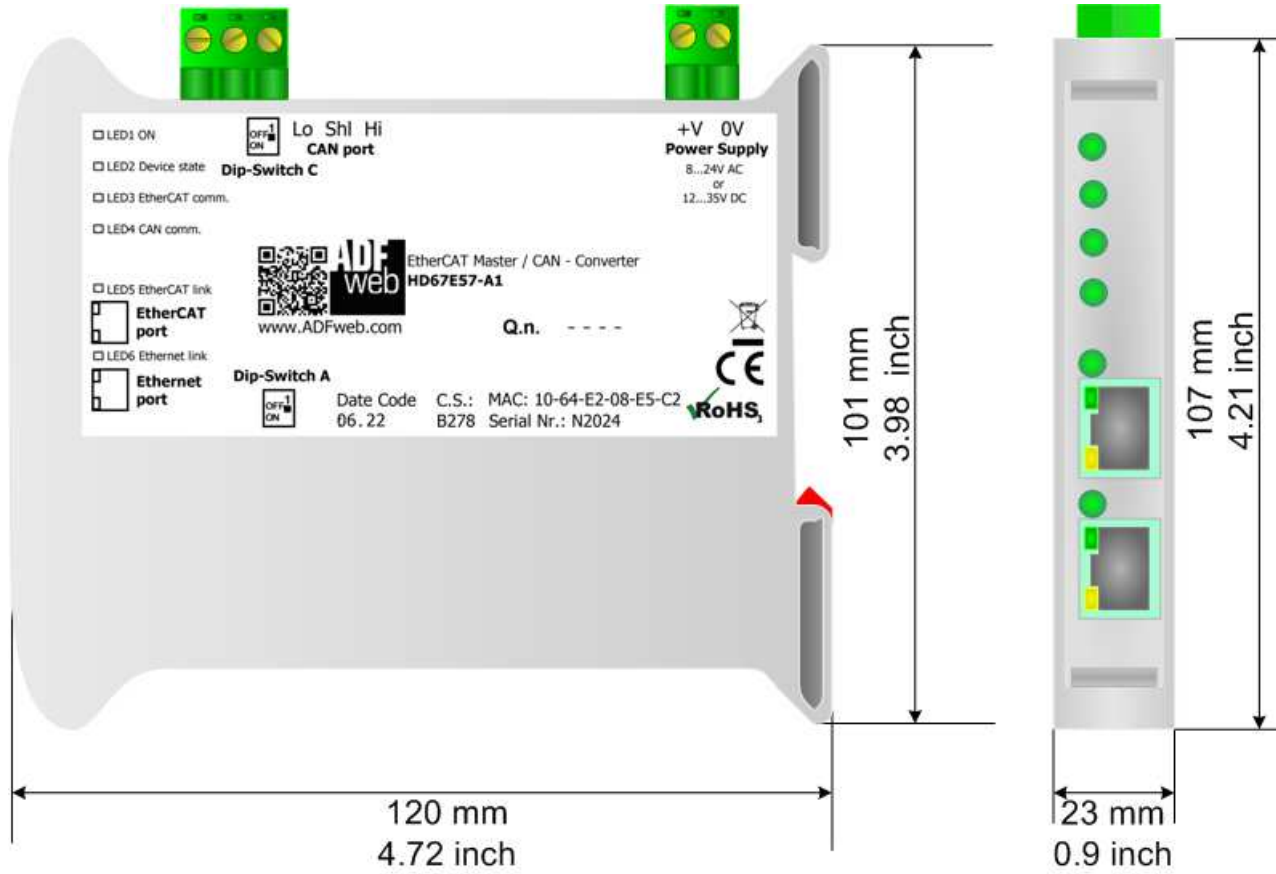 LED1 ON
LED2 Device state
LED3 EtherCAT comm.
LED4 CAN comm.
LED5 EtherCAT link
EtherCAT
port
LED6 Ethernet link
Ethernet
port
OFF 1
ON
Lo Shl Hi
CAN port
Dip-Switch C
+V 0V
Power Supply
8...24V AC
or
12...35V DC
ADF
web
www.ADFweb.com
EtherCAT Master / CAN - Converter
HD67E57-A1
Q.n. - - - -
CE
RoHS3
Dip-Switch A
OFF 1
ON
Date Code
06.22
C.S.:
B278
MAC: 10-64-E2-08-E5-C2
Serial Nr.: N2024
101 mm
3.98 inch
107 mm
4.21 inch
120 mm
4.72 inch
23 mm
0.9 inch